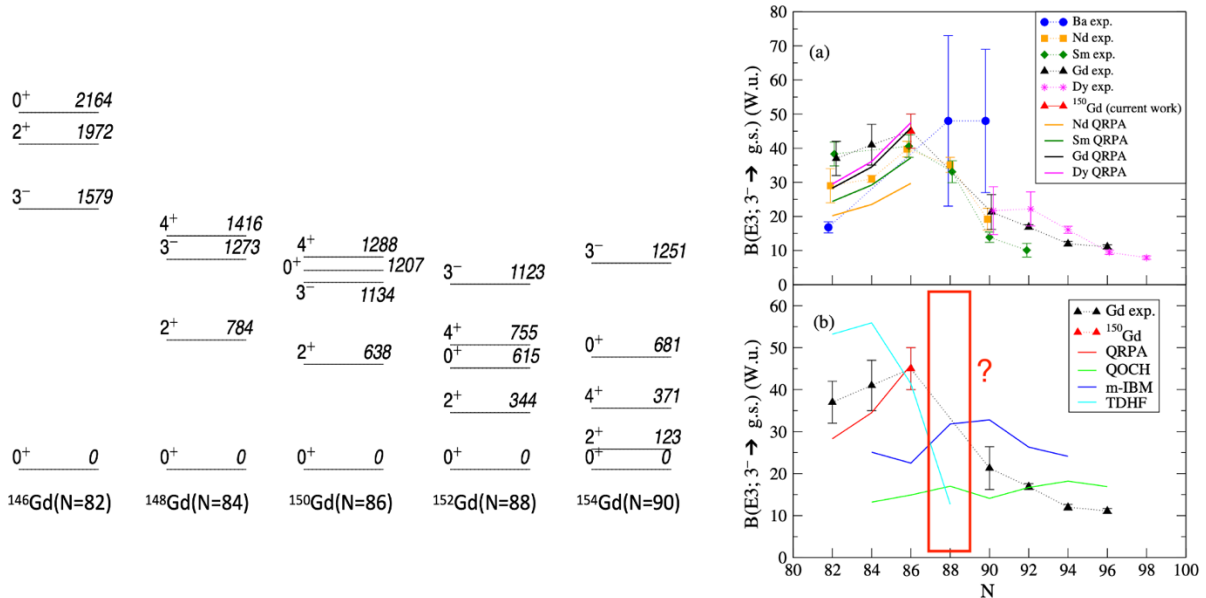 0+ 2164
2+ 1972
3− 1579
¹⁴⁶Gd(N=82)
0+ 0
4+ 1416
3− 1273
2+ 784
0+ 0
¹⁴⁸Gd(N=84)
4+ 1288
0+ 1207
3− 1134
2+ 638
0+ 0
¹⁵⁰Gd(N=86)
3− 1123
4+ 755
0+ 615
2+ 344
0+ 0
¹⁵²Gd(N=88)
3− 1251
0+ 681
4+ 371
2+ 123
0+ 0
¹⁵⁴Gd(N=90)
(a)
B(E3; 3⁻ → g.s.) (W.u.)
80
70
60
50
40
30
20
10
0
Ba exp.
Nd exp.
Sm exp.
Gd exp.
Dy exp.
¹⁵⁰Gd (current work)
Nd QRPA
Sm QRPA
Gd QRPA
Dy QRPA
(b)
B(E3; 3⁻ → g.s.) (W.u.)
60
50
40
30
20
10
0
?
Gd exp.
¹⁵⁰Gd
QRPA
QOCH
m-IBM
TDHF
80 82 84 86 88 90 92 94 96 98 100
N